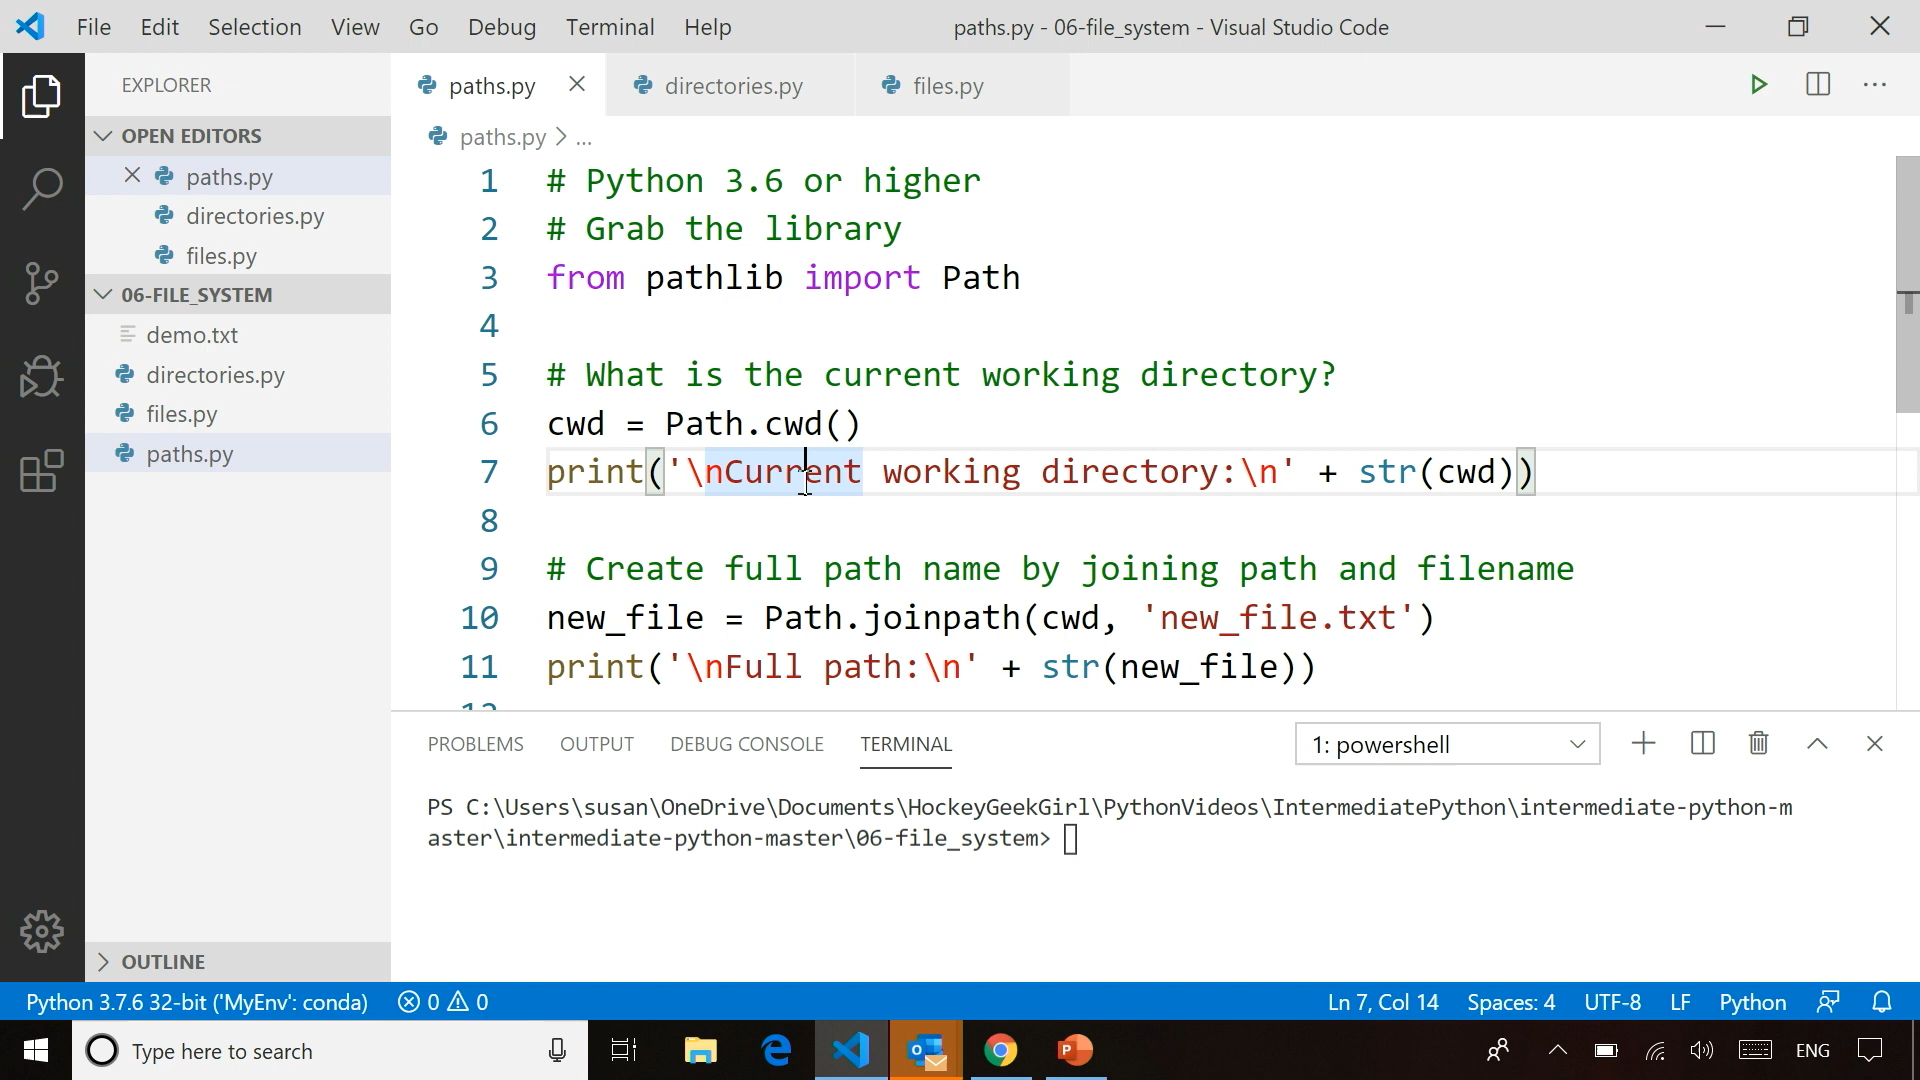 File Edit Selection View Go Debug Terminal Help
paths.py - 06-file_system - Visual Studio Code
EXPLORER
OPEN EDITORS
paths.py
directories.py
files.py
06-FILE_SYSTEM
demo.txt
directories.py
files.py
paths.py
OUTLINE
paths.py directories.py files.py
paths.py > ...
1 # Python 3.6 or higher
2 # Grab the library
3 from pathlib import Path
4
5 # What is the current working directory?
6 cwd = Path.cwd()
7 print('\nCurrent working directory:\n' + str(cwd))
8
9 # Create full path name by joining path and filename
10 new_file = Path.joinpath(cwd, 'new_file.txt')
11 print('\nFull path:\n' + str(new_file))
12
PROBLEMS OUTPUT DEBUG CONSOLE TERMINAL 1: powershell
PS C:\Users\susan\OneDrive\Documents\HockeyGeekGirl\PythonVideos\IntermediatePython\intermediate-python-m
aster\intermediate-python-master\06-file_system>
Python 3.7.6 32-bit ('MyEnv': conda) 0 0 Ln 7, Col 14 Spaces: 4 UTF-8 LF Python
Type here to search ENG